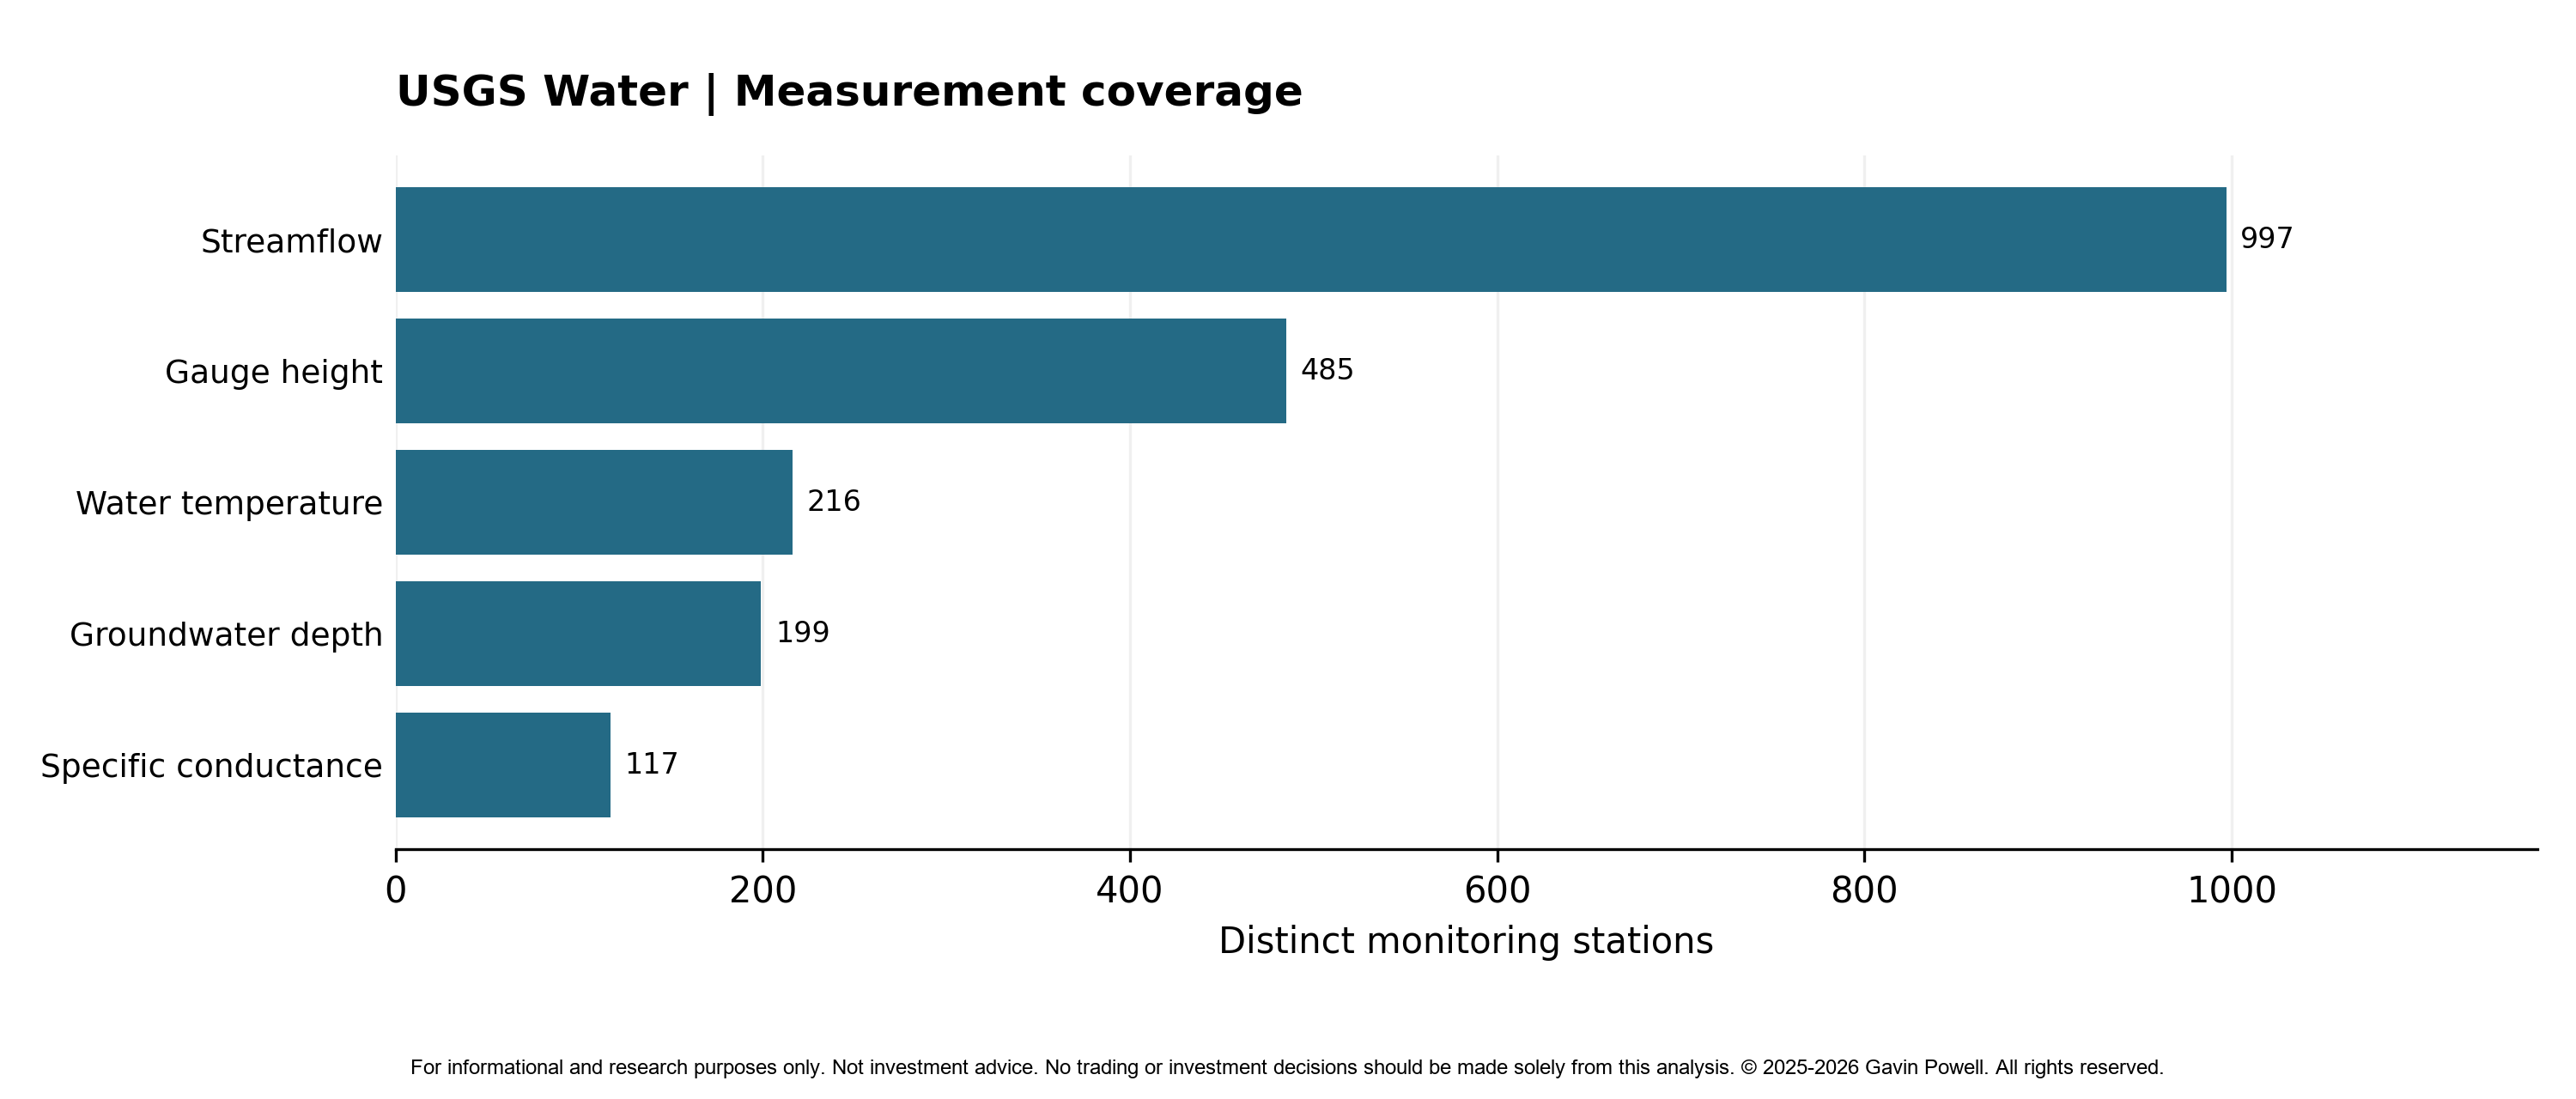 USGS Water | Measurement coverage
Streamflow
997
Gauge height
485
Water temperature
216
Groundwater depth
199
Specific conductance
117
0 200 400 600 800 1000
Distinct monitoring stations
For informational and research purposes only. Not investment advice. No trading or investment decisions should be made solely from this analysis. © 2025-2026 Gavin Powell. All rights reserved.